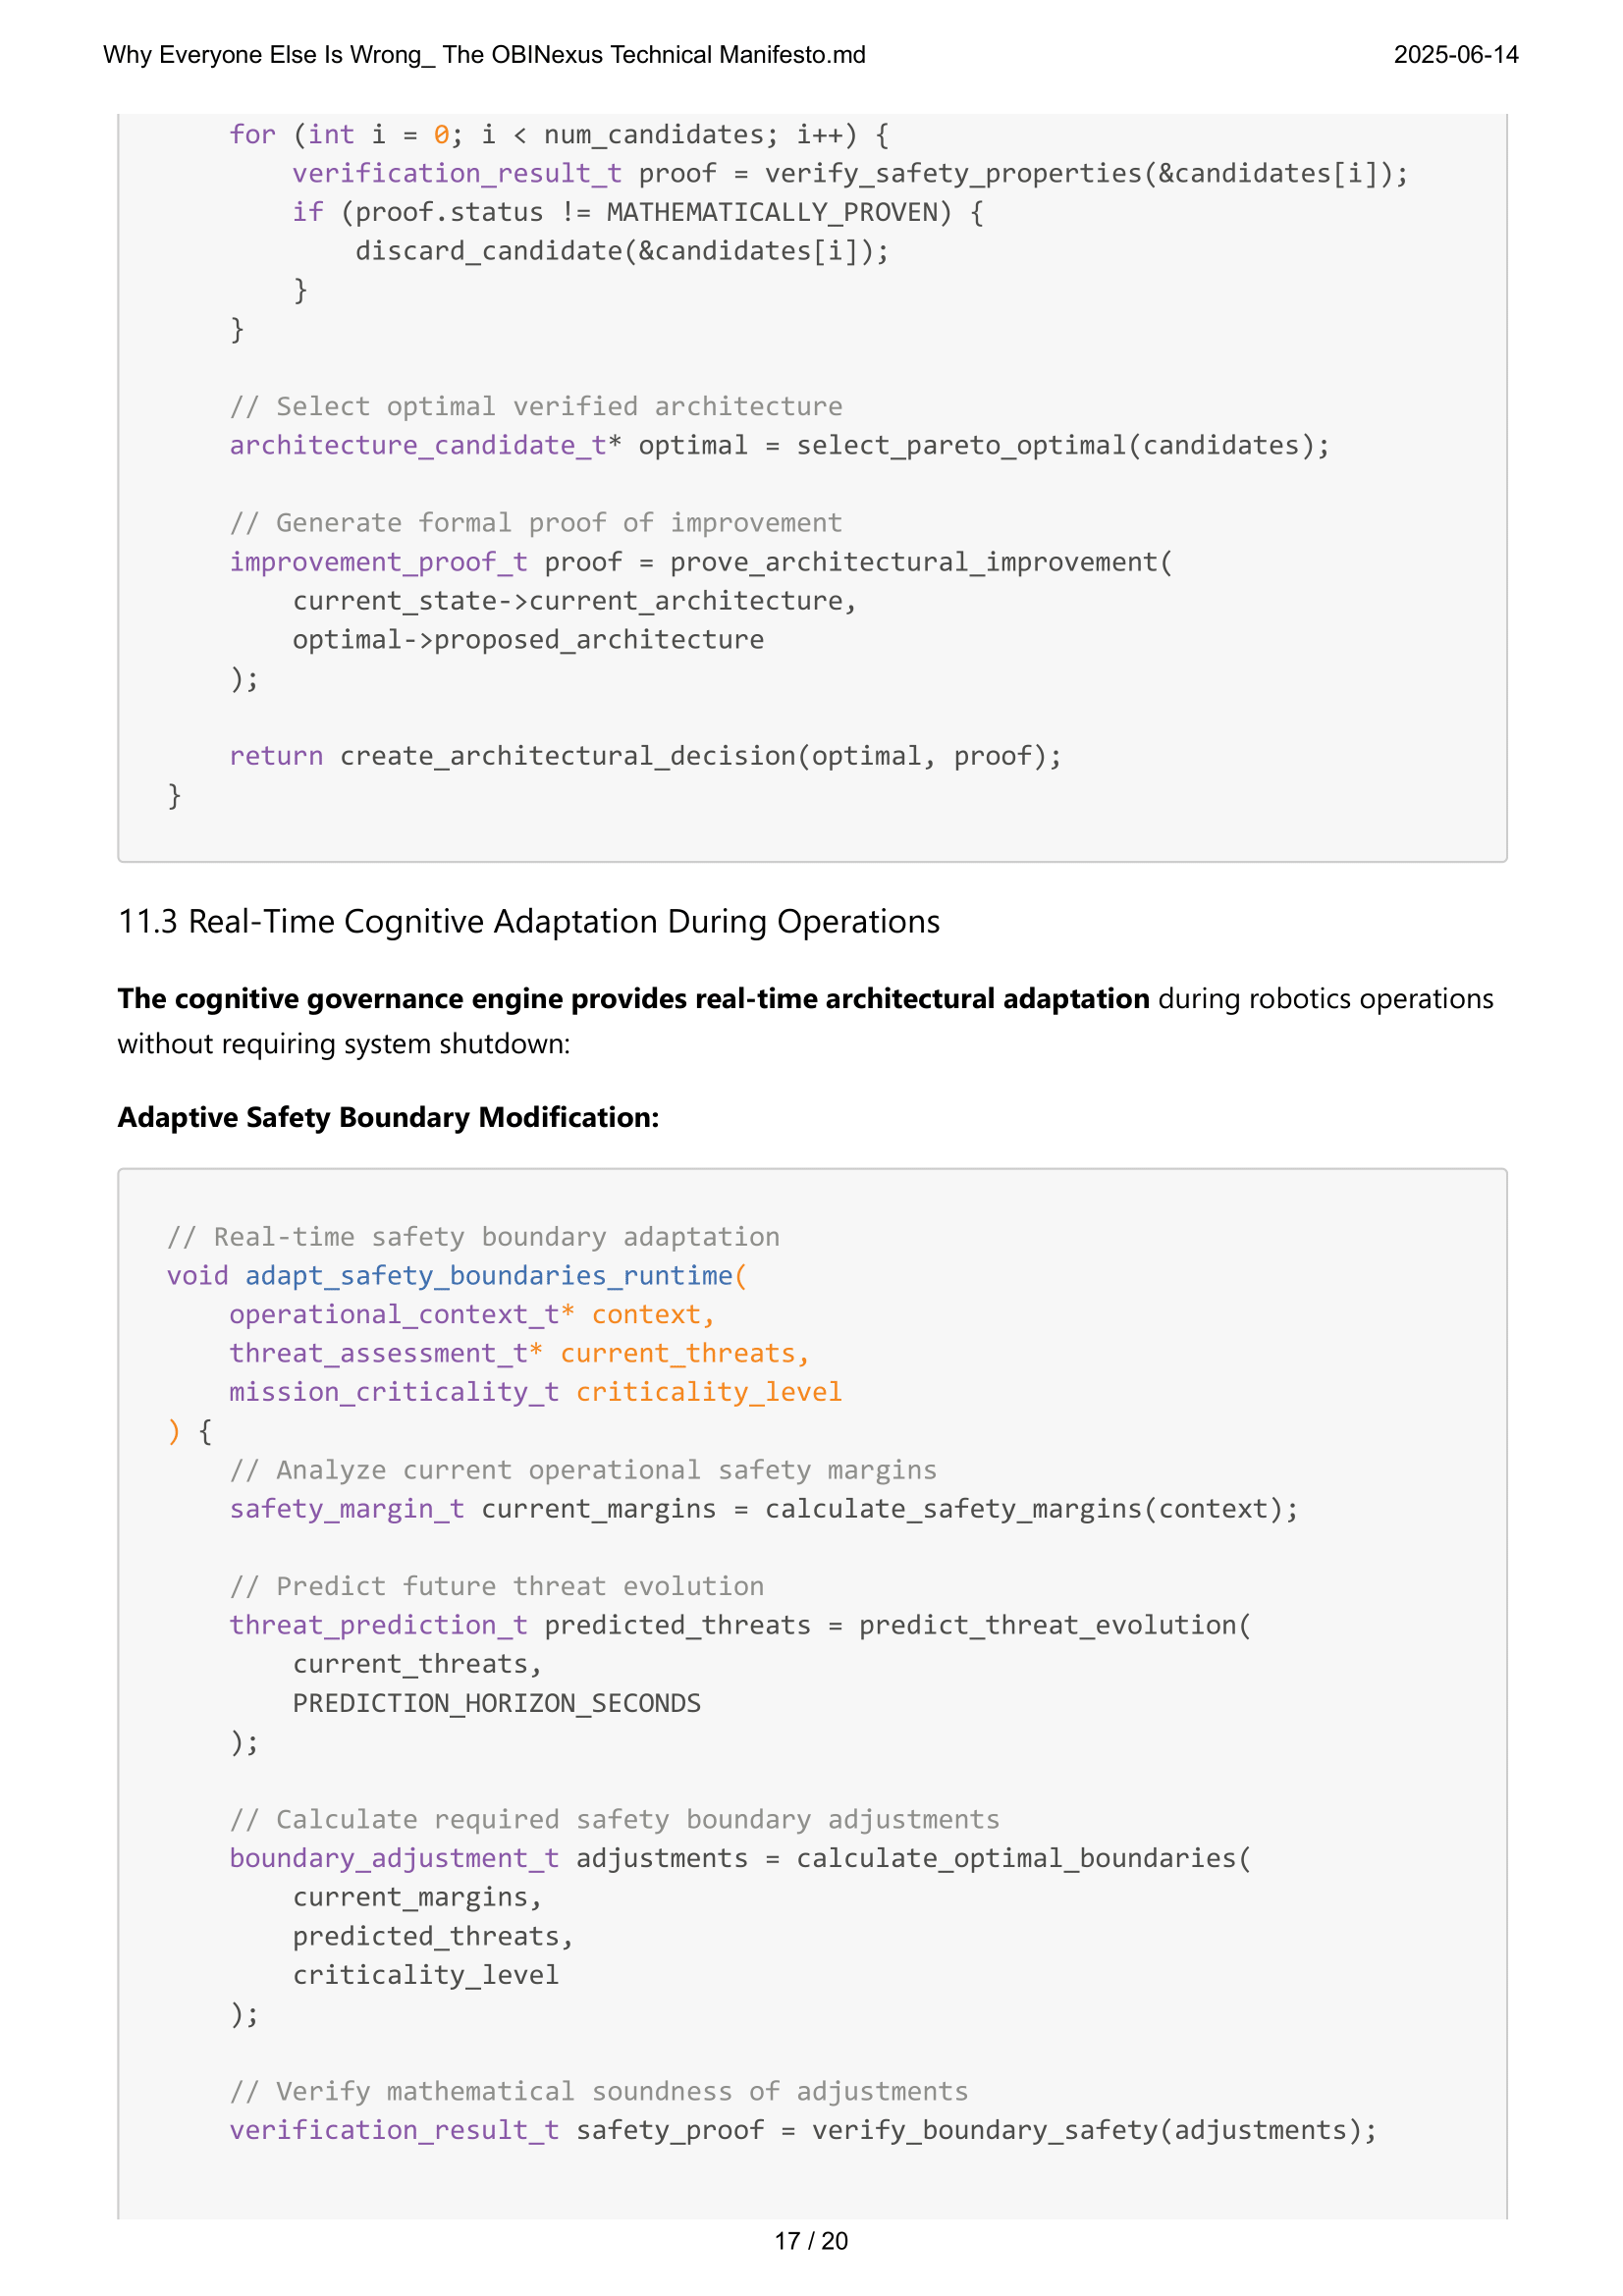 Why Everyone Else Is Wrong_ The OBINexus Technical Manifesto.md 2025-06-14
    for (int i = 0; i < num_candidates; i++) {
        verification_result_t proof = verify_safety_properties(&candidates[i]);
        if (proof.status != MATHEMATICALLY_PROVEN) {
            discard_candidate(&candidates[i]);
        }
    }
    // Select optimal verified architecture
    architecture_candidate_t* optimal = select_pareto_optimal(candidates);
    // Generate formal proof of improvement
    improvement_proof_t proof = prove_architectural_improvement(
        current_state->current_architecture,
        optimal->proposed_architecture
    );
    return create_architectural_decision(optimal, proof);
}
11.3 Real-Time Cognitive Adaptation During Operations
The cognitive governance engine provides real-time architectural adaptation during robotics operations
without requiring system shutdown:
Adaptive Safety Boundary Modification:
// Real-time safety boundary adaptation
void adapt_safety_boundaries_runtime(
    operational_context_t* context,
    threat_assessment_t* current_threats,
    mission_criticality_t criticality_level
) {
    // Analyze current operational safety margins
    safety_margin_t current_margins = calculate_safety_margins(context);
    // Predict future threat evolution
    threat_prediction_t predicted_threats = predict_threat_evolution(
        current_threats,
        PREDICTION_HORIZON_SECONDS
    );
    // Calculate required safety boundary adjustments
    boundary_adjustment_t adjustments = calculate_optimal_boundaries(
        current_margins,
        predicted_threats,
        criticality_level
    );
    // Verify mathematical soundness of adjustments
    verification_result_t safety_proof = verify_boundary_safety(adjustments);
17 / 20